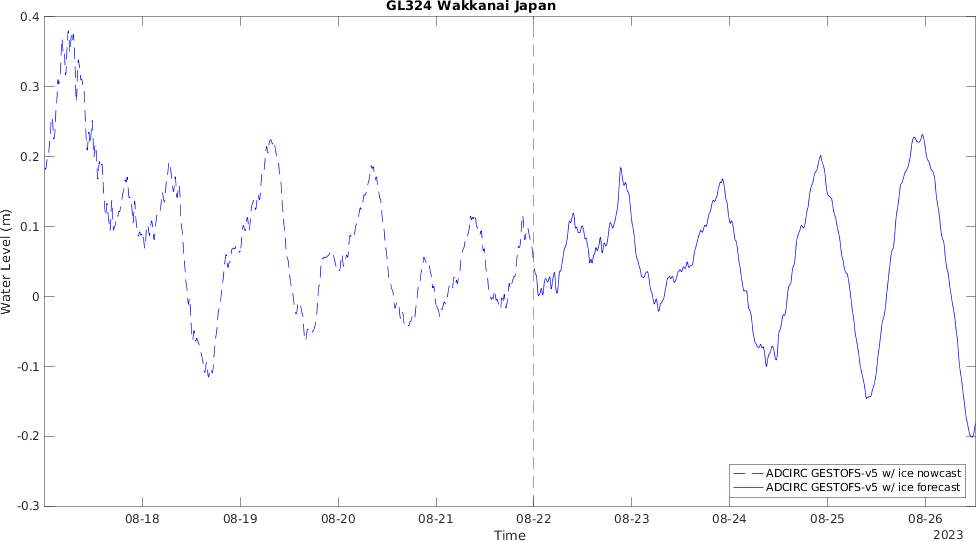 GL324 Wakkanai Japan
Water Level (m)
0.4
0.3
0.2
0.1
0
-0.1
-0.2
-0.3
08-18 08-19 08-20 08-21 08-22 08-23 08-24 08-25 08-26
Time
2023
ADCIRC GESTOFS-v5 w/ ice nowcast
ADCIRC GESTOFS-v5 w/ ice forecast